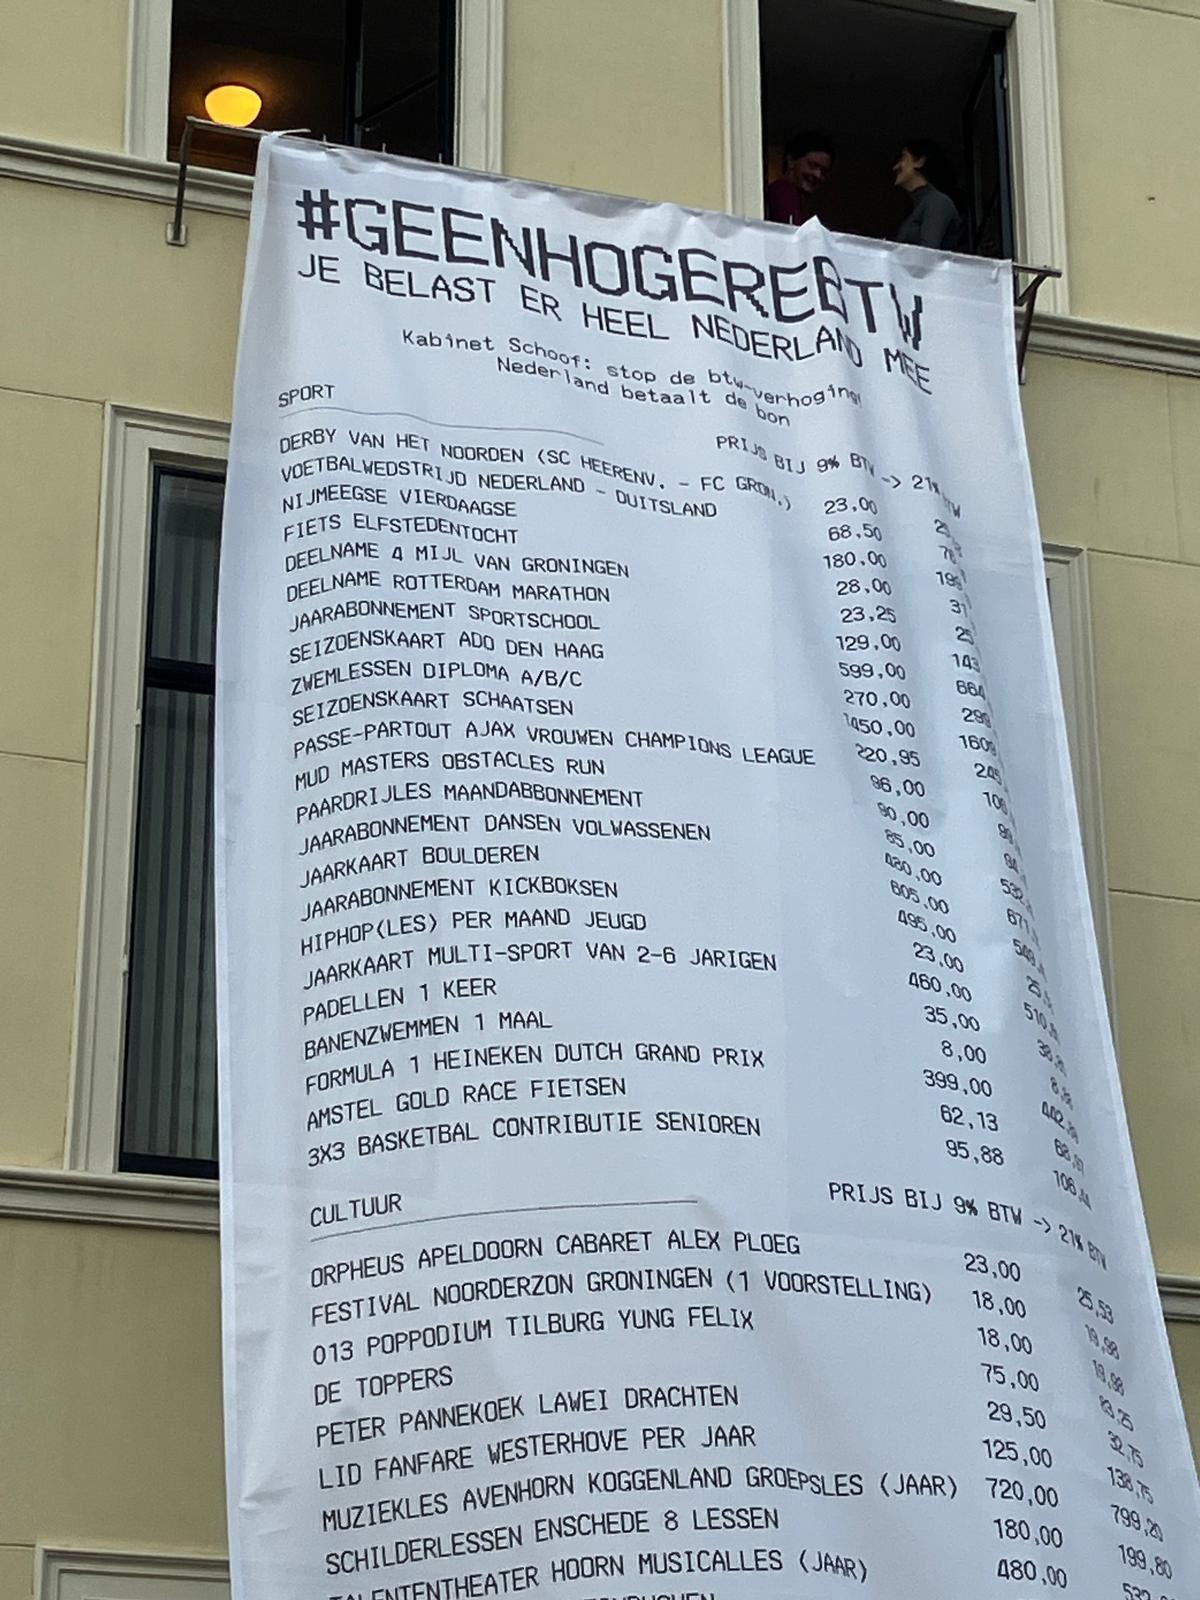 #GEENHOGEREBTW
JE BELAST ER HEEL NEDERLAND MEE
Kabinet Schoof: stop de btw-verhoging!
Nederland betaalt de bon
SPORT
PRIJS BIJ 9% BTW -> 21% BTW
DERBY VAN HET NOORDEN (SC HEERENV. - FC GRON.) 23,00
VOETBALWEDSTRIJD NEDERLAND - DUITSLAND 68,50
NIJMEEGSE VIERDAAGSE 180,00
FIETS ELFSTEDENTOCHT 28,00
DEELNAME 4 MIJL VAN GRONINGEN 23,25
DEELNAME ROTTERDAM MARATHON 129,00
JAARABONNEMENT SPORTSCHOOL 599,00
SEIZOENSKAART ADO DEN HAAG 270,00
ZWEMLESSEN DIPLOMA A/B/C 1450,00
SEIZOENSKAART SCHAATSEN 220,95
PASSE-PARTOUT AJAX VROUWEN CHAMPIONS LEAGUE 96,00
MUD MASTERS OBSTACLES RUN 90,00
PAARDRIJLES MAANDABBONNEMENT 85,00
JAARABONNEMENT DANSEN VOLWASSENEN 480,00
JAARKAART BOULDEREN 605,00
JAARABONNEMENT KICKBOKSEN 495,00
HIPHOP(LES) PER MAAND JEUGD 23,00
JAARKAART MULTI-SPORT VAN 2-6 JARIGEN 460,00
PADELLEN 1 KEER 35,00
BANENZWEMMEN 1 MAAL 8,00
FORMULA 1 HEINEKEN DUTCH GRAND PRIX 399,00
AMSTEL GOLD RACE FIETSEN 62,13
3X3 BASKETBAL CONTRIBUTIE SENIOREN 95,88
CULTUUR
PRIJS BIJ 9% BTW -> 21% BTW
ORPHEUS APELDOORN CABARET ALEX PLOEG 23,00 25,53
FESTIVAL NOORDERZON GRONINGEN (1 VOORSTELLING) 18,00 19,98
013 POPPODIUM TILBURG YUNG FELIX 18,00 19,98
DE TOPPERS 75,00 83,25
PETER PANNEKOEK LAWEI DRACHTEN 29,50 32,75
LID FANFARE WESTERHOVE PER JAAR 125,00 138,75
MUZIEKLES AVENHORN KOGGENLAND GROEPSLES (JAAR) 720,00 799,20
SCHILDERLESSEN ENSCHEDE 8 LESSEN 180,00 199,80
TALENTENTHEATER HOORN MUSICALLES (JAAR) 480,00